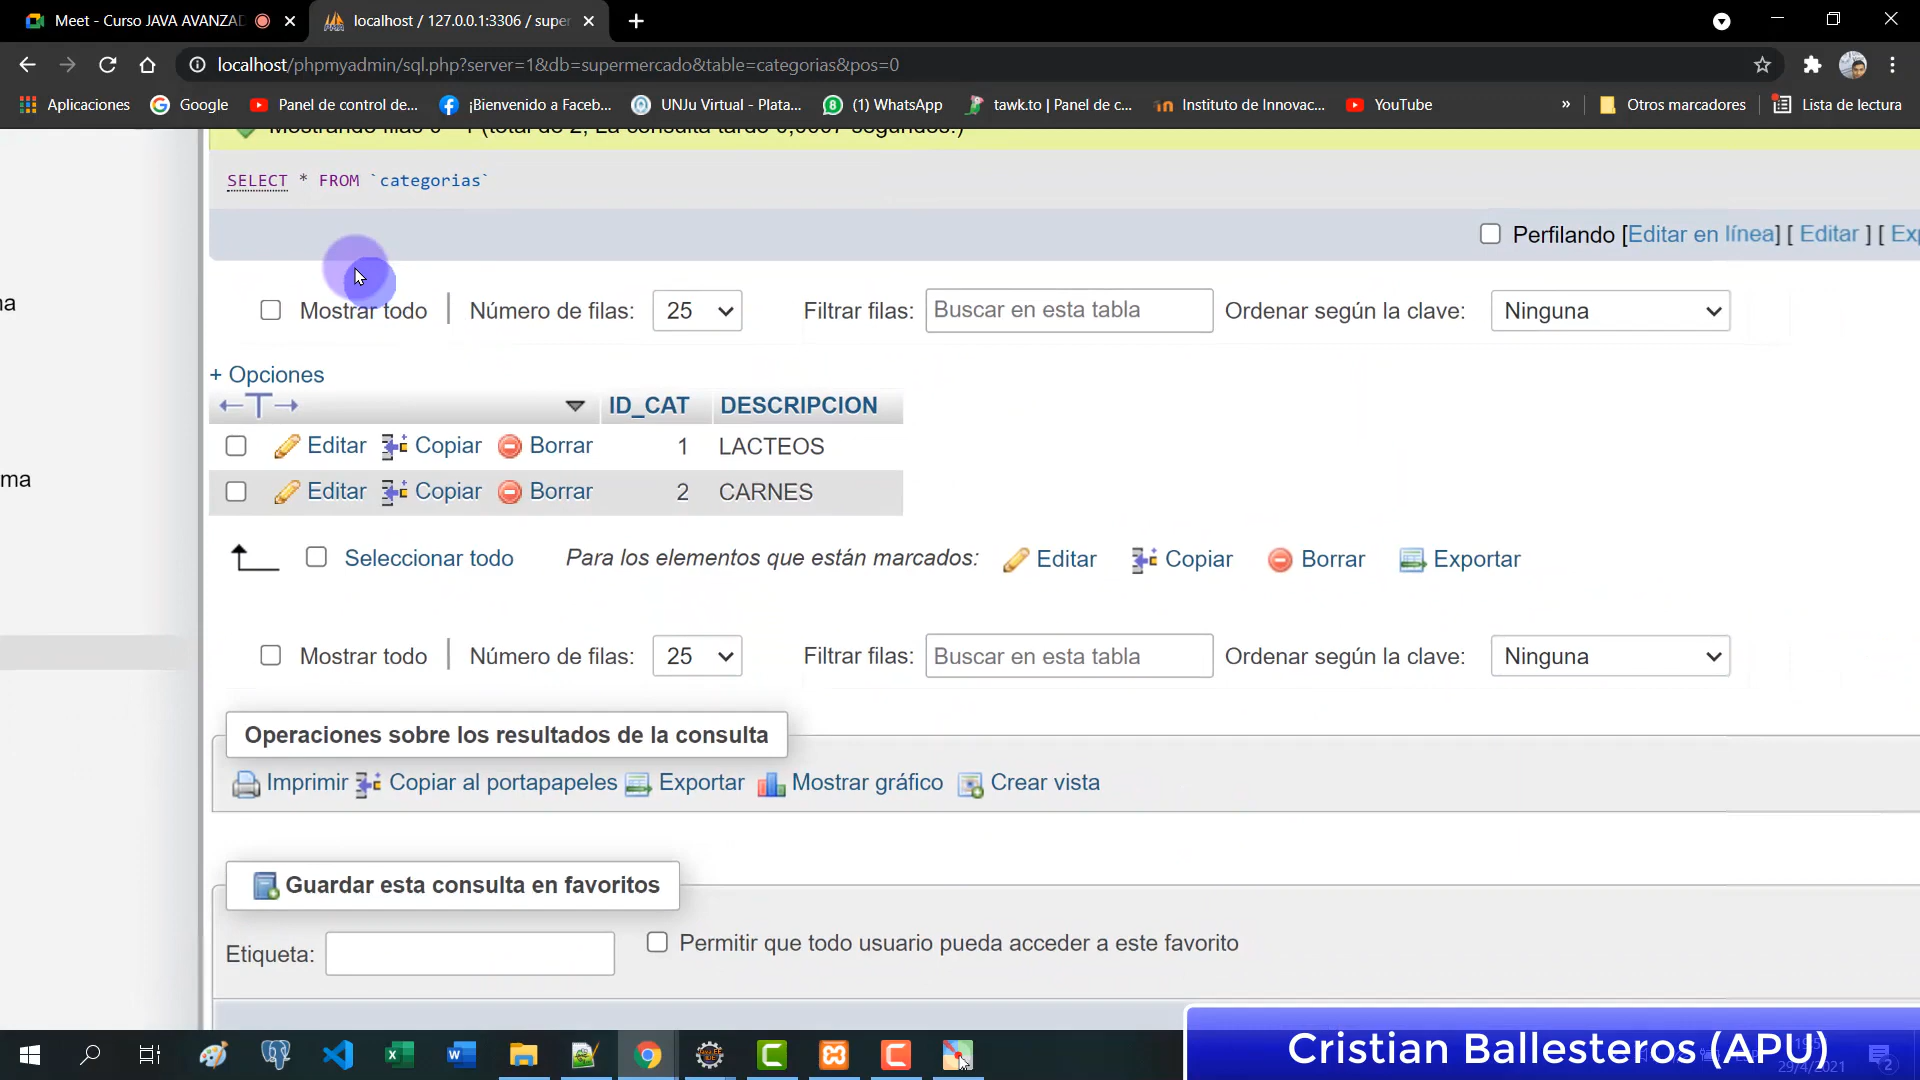 Meet - Curso JAVA AVANZAD
localhost / 127.0.0.1:3306 / super
localhost/phpmyadmin/sql.php?server=1&db=supermercado&table=categorias&pos=0
Aplicaciones Google Panel de control de... ¡Bienvenido a Faceb... UNJu Virtual - Plata... (1) WhatsApp tawk.to | Panel de c... Instituto de Innovac... YouTube » Otros marcadores Lista de lectura
SELECT * FROM `categorias`
Perfilando [Editar en línea] [ Editar ] [ Exp
na
Mostrar todo | Número de filas: 25 Filtrar filas: Buscar en esta tabla Ordenar según la clave: Ninguna
+ Opciones
←T→ ID_CAT DESCRIPCION
Editar Copiar Borrar 1 LACTEOS
ma
Editar Copiar Borrar 2 CARNES
Seleccionar todo Para los elementos que están marcados: Editar Copiar Borrar Exportar
Mostrar todo | Número de filas: 25 Filtrar filas: Buscar en esta tabla Ordenar según la clave: Ninguna
Operaciones sobre los resultados de la consulta
Imprimir Copiar al portapapeles Exportar Mostrar gráfico Crear vista
Guardar esta consulta en favoritos
Etiqueta: Permitir que todo usuario pueda acceder a este favorito
Cristian Ballesteros (APU)
29/4/2021